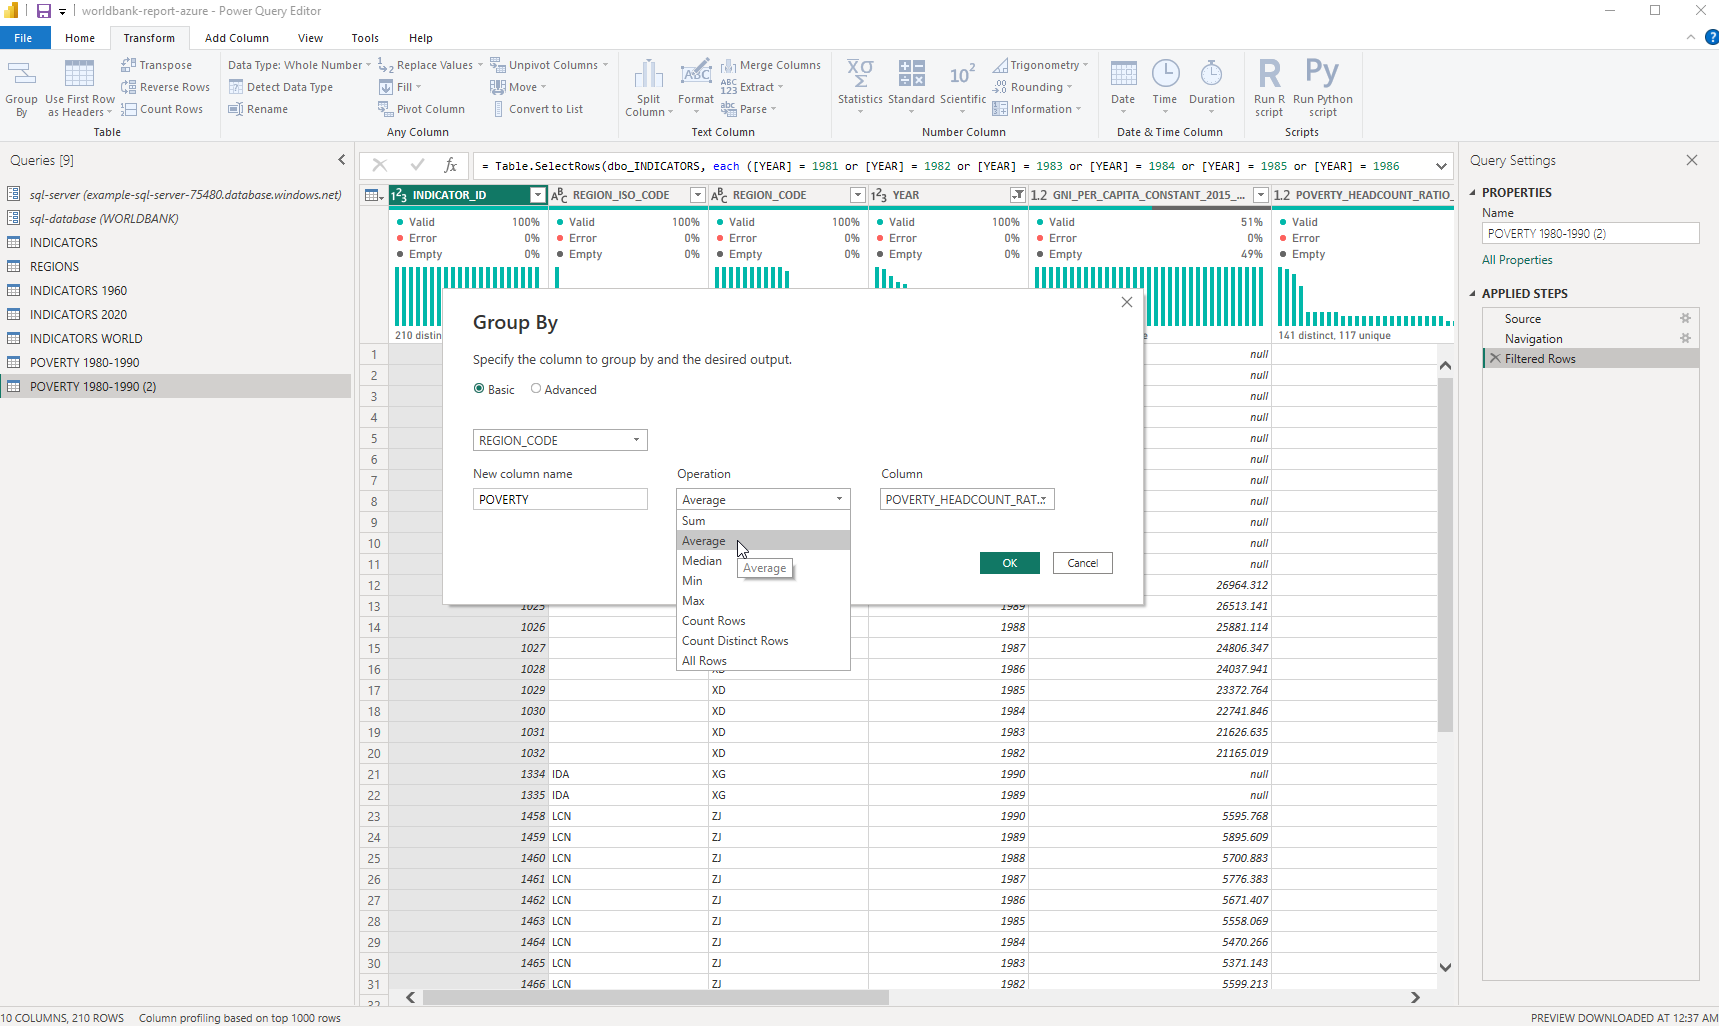 worldbank-report-azure - Power Query Editor
File Home Transform Add Column View Tools Help
Group By
Use First Row as Headers
Transpose
Reverse Rows
Count Rows
Table
Data Type: Whole Number
Detect Data Type
Rename
Replace Values
Fill
Pivot Column
Unpivot Columns
Move
Convert to List
Any Column
Split Column
Format
ABC
Merge Columns
ABC 123 Extract
abc Parse
Text Column
Statistics
Standard
10² Scientific
Trigonometry
.00 Rounding
Information
Number Column
Date
Time
Duration
Date & Time Column
R Run R script
Py Run Python script
Scripts
Queries [9]
sql-server (example-sql-server-75480.database.windows.net)
sql-database (WORLDBANK)
INDICATORS
REGIONS
INDICATORS 1960
INDICATORS 2020
INDICATORS WORLD
POVERTY 1980-1990
POVERTY 1980-1990 (2)
fx = Table.SelectRows(dbo_INDICATORS, each ([YEAR] = 1981 or [YEAR] = 1982 or [YEAR] = 1983 or [YEAR] = 1984 or [YEAR] = 1985 or [YEAR] = 1986
INDICATOR_ID REGION_ISO_CODE REGION_CODE YEAR 1.2 GNI_PER_CAPITA_CONSTANT_2015_... 1.2 POVERTY_HEADCOUNT_RATIO_
Valid 100% Valid 100% Valid 100% Valid 100% Valid 51% Valid
Error 0% Error 0% Error 0% Error 0% Error 0% Error
Empty 0% Empty 0% Empty 0% Empty 0% Empty 49% Empty
210 distin 141 distinct, 117 unique
Group By
Specify the column to group by and the desired output.
Basic Advanced
REGION_CODE
New column name Operation Column
POVERTY Average POVERTY_HEADCOUNT_RAT...
Sum
Average
Median
Average
Min
Max
Count Rows
Count Distinct Rows
All Rows
OK Cancel
1 null
2 null
3 null
4 null
5 null
6 null
7 null
8 null
9 null
10 null
11 null
12 26964.312
13 1025 1989 26513.141
14 1026 1988 25881.114
15 1027 1987 24806.347
16 1028 XD 1986 24037.941
17 1029 XD 1985 23372.764
18 1030 XD 1984 22741.846
19 1031 XD 1983 21626.635
20 1032 XD 1982 21165.019
21 1334 IDA XG 1990 null
22 1335 IDA XG 1989 null
23 1458 LCN ZJ 1990 5595.768
24 1459 LCN ZJ 1989 5895.609
25 1460 LCN ZJ 1988 5700.883
26 1461 LCN ZJ 1987 5776.383
27 1462 LCN ZJ 1986 5671.407
28 1463 LCN ZJ 1985 5558.069
29 1464 LCN ZJ 1984 5470.266
30 1465 LCN ZJ 1983 5371.143
31 1466 LCN ZJ 1982 5599.213
32
Query Settings
PROPERTIES
Name
POVERTY 1980-1990 (2)
All Properties
APPLIED STEPS
Source
Navigation
Filtered Rows
10 COLUMNS, 210 ROWS Column profiling based on top 1000 rows PREVIEW DOWNLOADED AT 12:37 AM